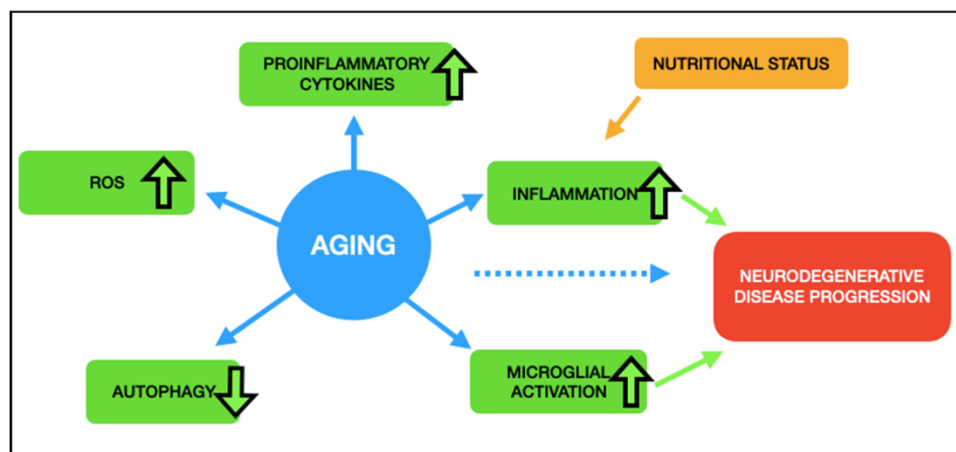 PROINFLAMMATORY
CYTOKINES
NUTRITIONAL STATUS
ROS
INFLAMMATION
AGING
NEURODEGENERATIVE
DISEASE PROGRESSION
AUTOPHAGY
MICROGLIAL
ACTIVATION